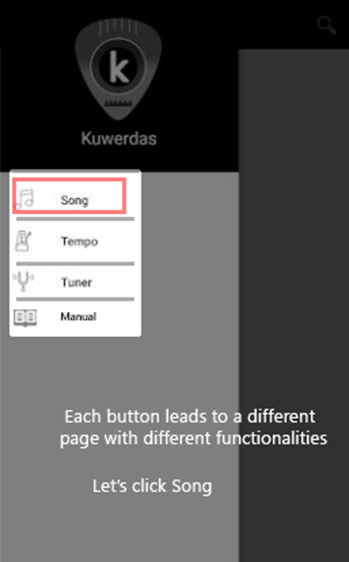 k
Kuwerdas
Song
Tempo
Tuner
Manual
Each button leads to a different
page with different functionalities
Let's click Song